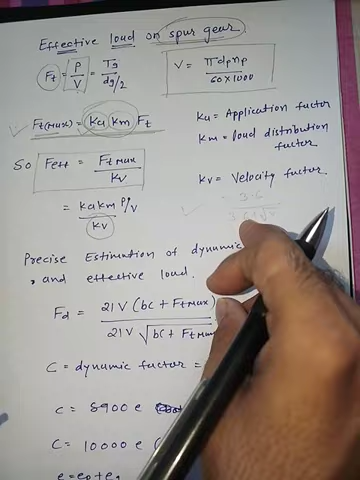 Effective load on spur gear
Ft = P/V = Tg/dg/2
V = πdpnp/60×1000
Ft(max) = Ka Km Ft
Ka = Application factor
Km = load distribution factor
So Feff = Ft max/Kv
Kv = Velocity factor.
= KaKm P/V/Kv
Precise Estimation of dynamic
, and effective load.
Fd = 21V (bc + Ftmax)/21V √bc + Ftmax
C = dynamic factor =
C = 8900 e
C = 10000 e (
e = ep + eg